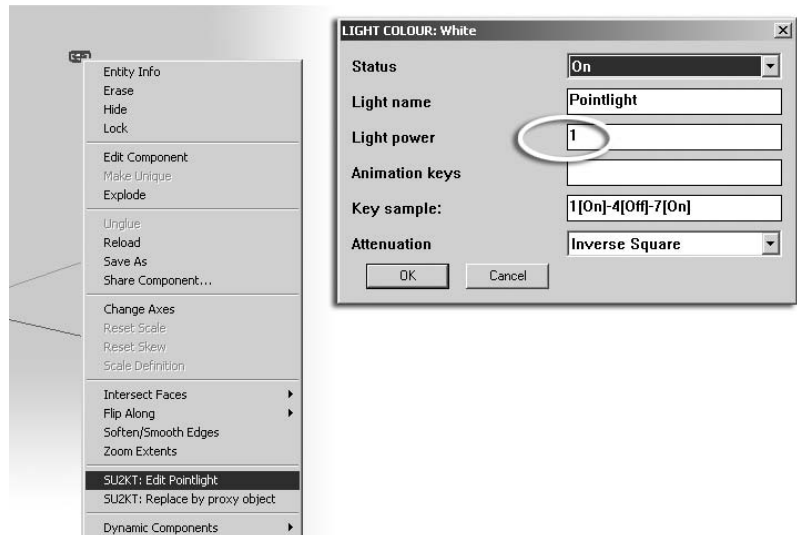 Entity Info
Erase
Hide
Lock
Edit Component
Make Unique
Explode
Unglue
Reload
Save As
Share Component...
Change Axes
Reset Scale
Reset Skew
Scale Definition
Intersect Faces
Flip Along
Soften/Smooth Edges
Zoom Extents
SU2KT: Edit Pointlight
SU2KT: Replace by proxy object
Dynamic Components
LIGHT COLOUR: White
Status On
Light name Pointlight
Light power 1
Animation keys
Key sample: 1[On]-4[Off]-7[On]
Attenuation Inverse Square
OK Cancel